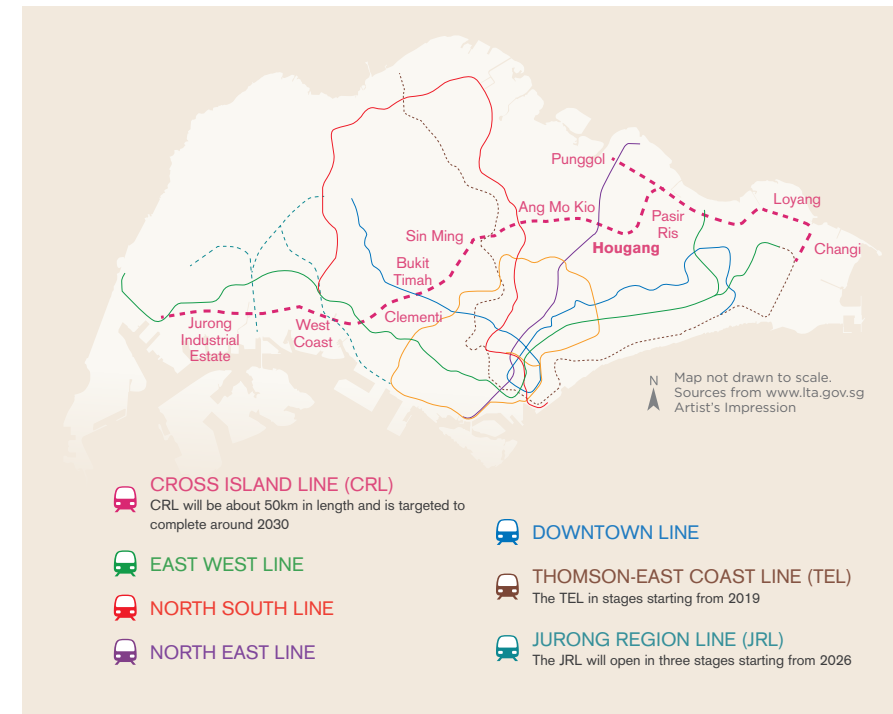 Punggol
Loyang
Ang Mo Kio
Pasir
Ris
Sin Ming
Hougang
Changi
Bukit
Timah
Clementi
Jurong
Industrial
Estate
West
Coast
N
Map not drawn to scale.
Sources from www.lta.gov.sg
Artist's Impression
CROSS ISLAND LINE (CRL)
CRL will be about 50km in length and is targeted to
complete around 2030
EAST WEST LINE
NORTH SOUTH LINE
NORTH EAST LINE
DOWNTOWN LINE
THOMSON-EAST COAST LINE (TEL)
The TEL in stages starting from 2019
JURONG REGION LINE (JRL)
The JRL will open in three stages starting from 2026